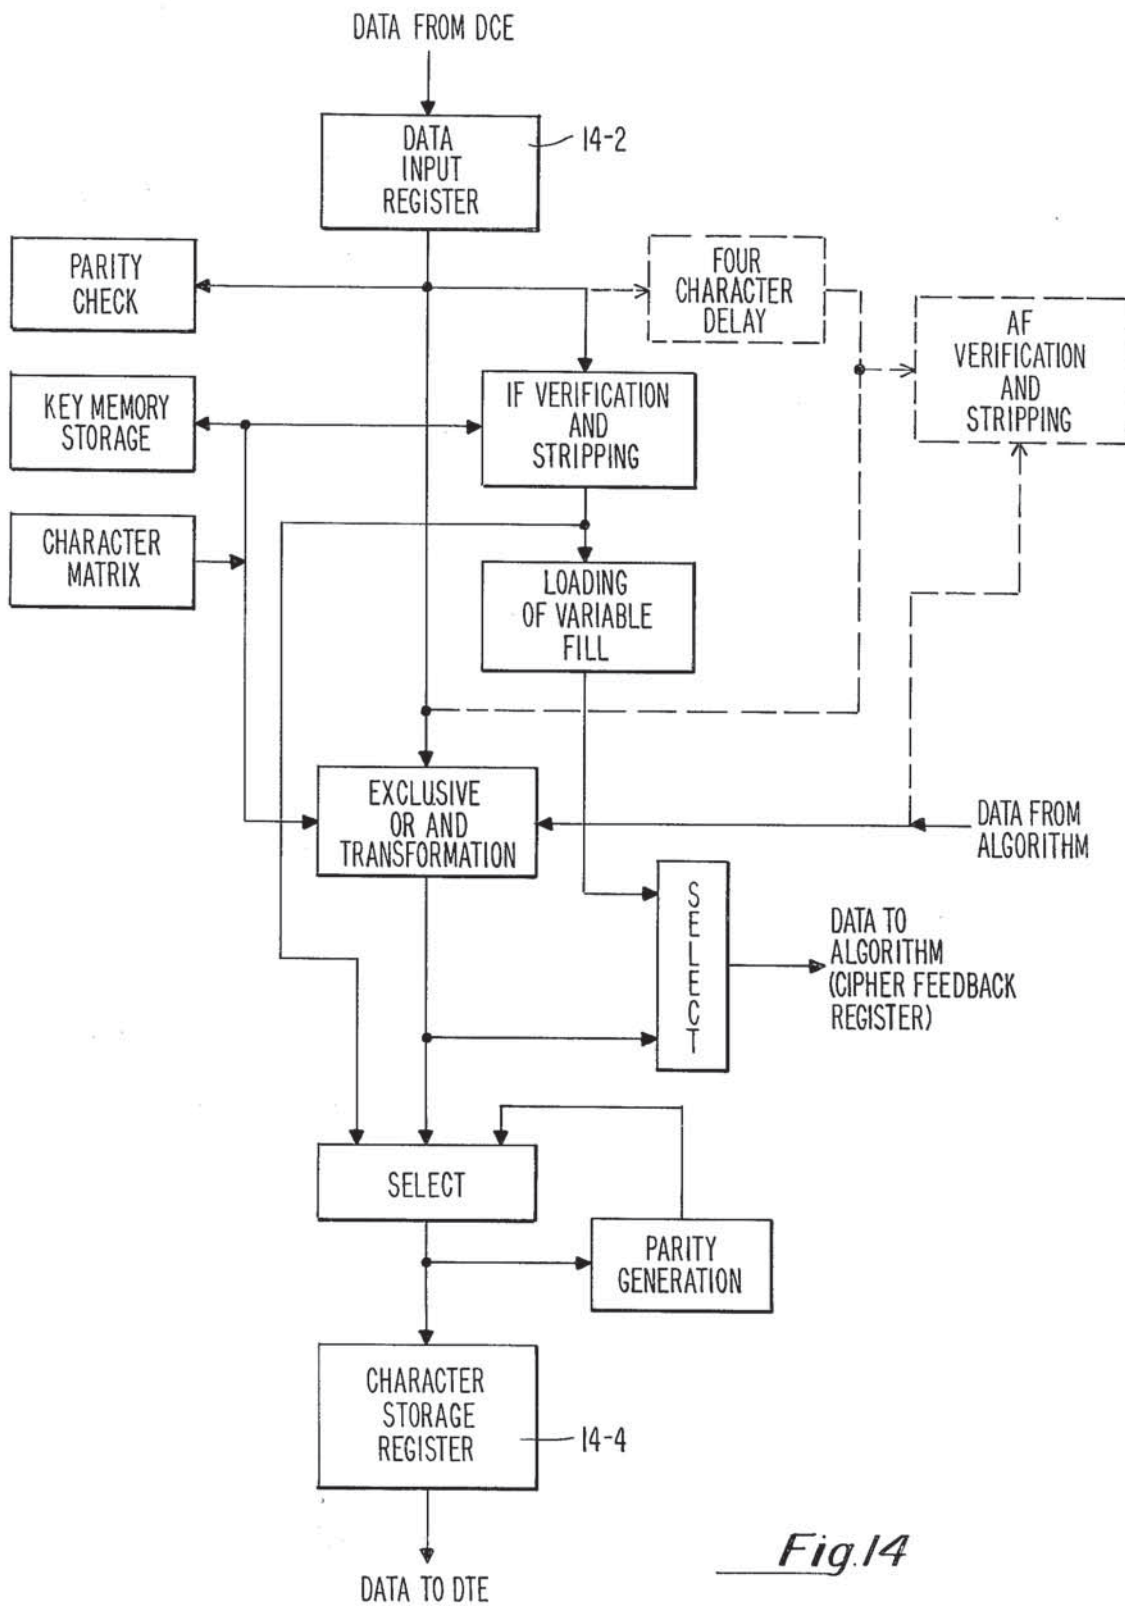 DATA FROM DCE
DATA
INPUT
REGISTER
14-2
PARITY
CHECK
FOUR
CHARACTER
DELAY
AF
VERIFICATION
AND
STRIPPING
KEY MEMORY
STORAGE
IF VERIFICATION
AND
STRIPPING
CHARACTER
MATRIX
LOADING
OF VARIABLE
FILL
EXCLUSIVE
OR AND
TRANSFORMATION
DATA FROM
ALGORITHM
SELECT
DATA TO
ALGORITHM
(CIPHER FEEDBACK
REGISTER)
SELECT
PARITY
GENERATION
CHARACTER
STORAGE
REGISTER
14-4
DATA TO DTE
Fig.14